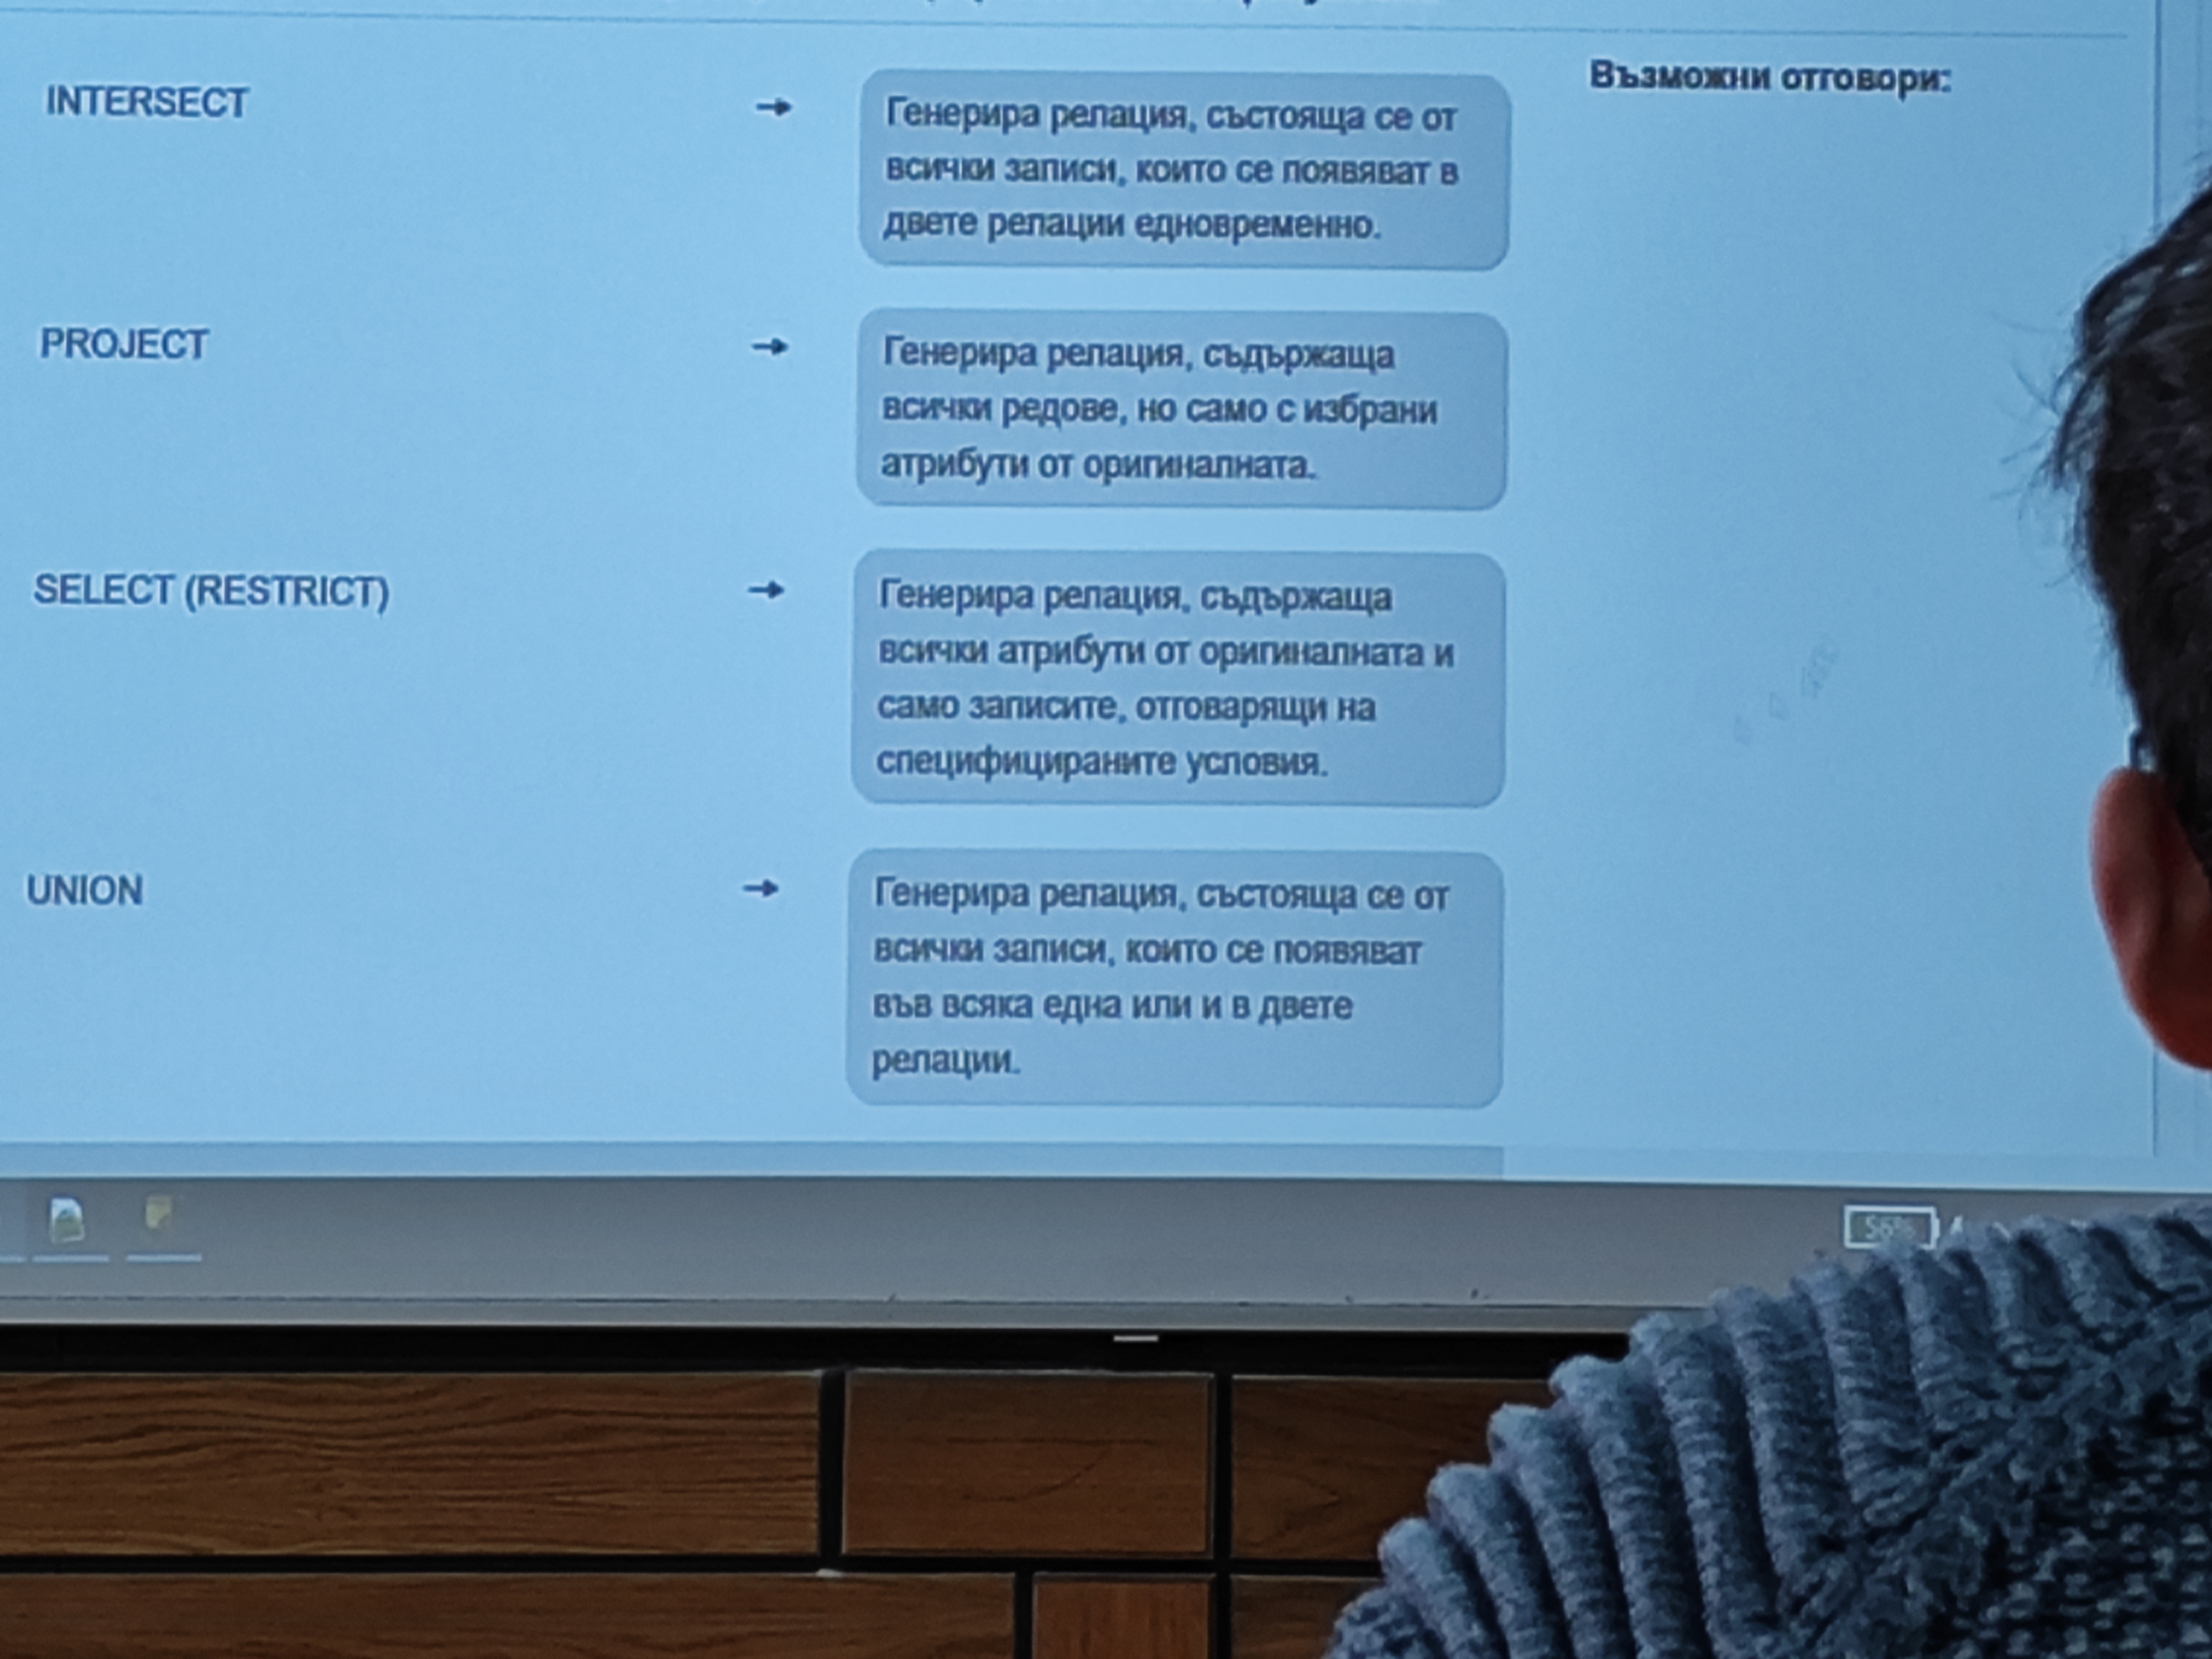 INTERSECT
→
Генерира релация, състояща се от
всички записи, които се появяват в
двете релации едновременно.
Възможни отговори:
PROJECT
→
Генерира релация, съдържаща
всички редове, но само с избрани
атрибути от оригиналната.
SELECT (RESTRICT)
→
Генерира релация, съдържаща
всички атрибути от оригиналната и
само записите, отговарящи на
специфицираните условия.
UNION
→
Генерира релация, състояща се от
всички записи, които се появяват
във всяка една или и в двете
релации.
56%